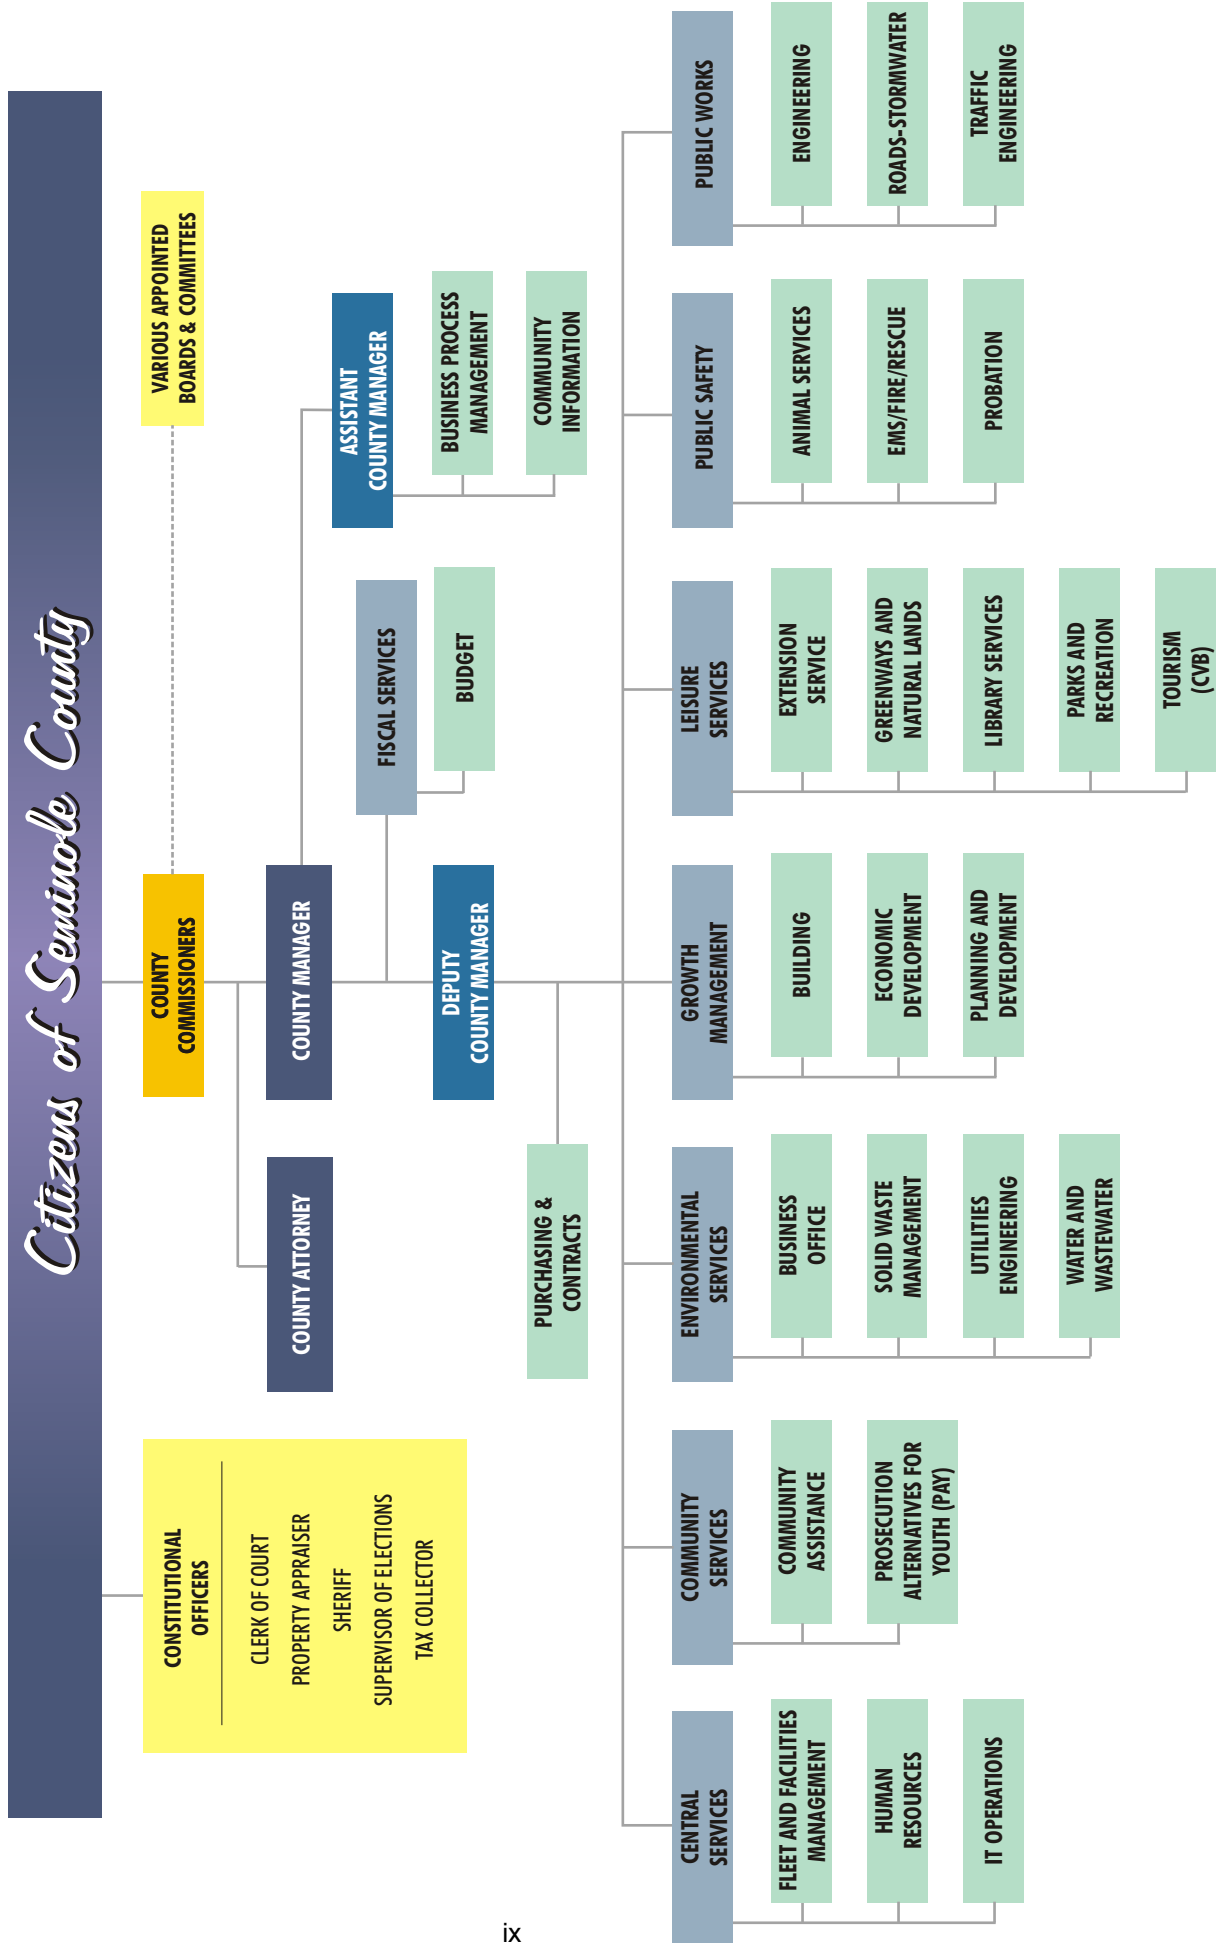 Citizens of Seminole County
CONSTITUTIONAL
OFFICERS
CLERK OF COURT
PROPERTY APPRAISER
SHERIFF
SUPERVISOR OF ELECTIONS
TAX COLLECTOR
COUNTY
COMMISSIONERS
VARIOUS APPOINTED
BOARDS & COMMITTEES
COUNTY ATTORNEY
COUNTY MANAGER
ASSISTANT
COUNTY MANAGER
BUSINESS PROCESS
MANAGEMENT
COMMUNITY
INFORMATION
FISCAL SERVICES
BUDGET
DEPUTY
COUNTY MANAGER
PURCHASING &
CONTRACTS
CENTRAL
SERVICES
FLEET AND FACILITIES
MANAGEMENT
HUMAN
RESOURCES
IT OPERATIONS
COMMUNITY
SERVICES
COMMUNITY
ASSISTANCE
PROSECUTION
ALTERNATIVES FOR
YOUTH (PAY)
ENVIRONMENTAL
SERVICES
BUSINESS
OFFICE
SOLID WASTE
MANAGEMENT
UTILITIES
ENGINEERING
WATER AND
WASTEWATER
GROWTH
MANAGEMENT
BUILDING
ECONOMIC
DEVELOPMENT
PLANNING AND
DEVELOPMENT
LEISURE
SERVICES
EXTENSION
SERVICE
GREENWAYS AND
NATURAL LANDS
LIBRARY SERVICES
PARKS AND
RECREATION
TOURISM
(CVB)
PUBLIC SAFETY
ANIMAL SERVICES
EMS/FIRE/RESCUE
PROBATION
PUBLIC WORKS
ENGINEERING
ROADS-STORMWATER
TRAFFIC
ENGINEERING
ix